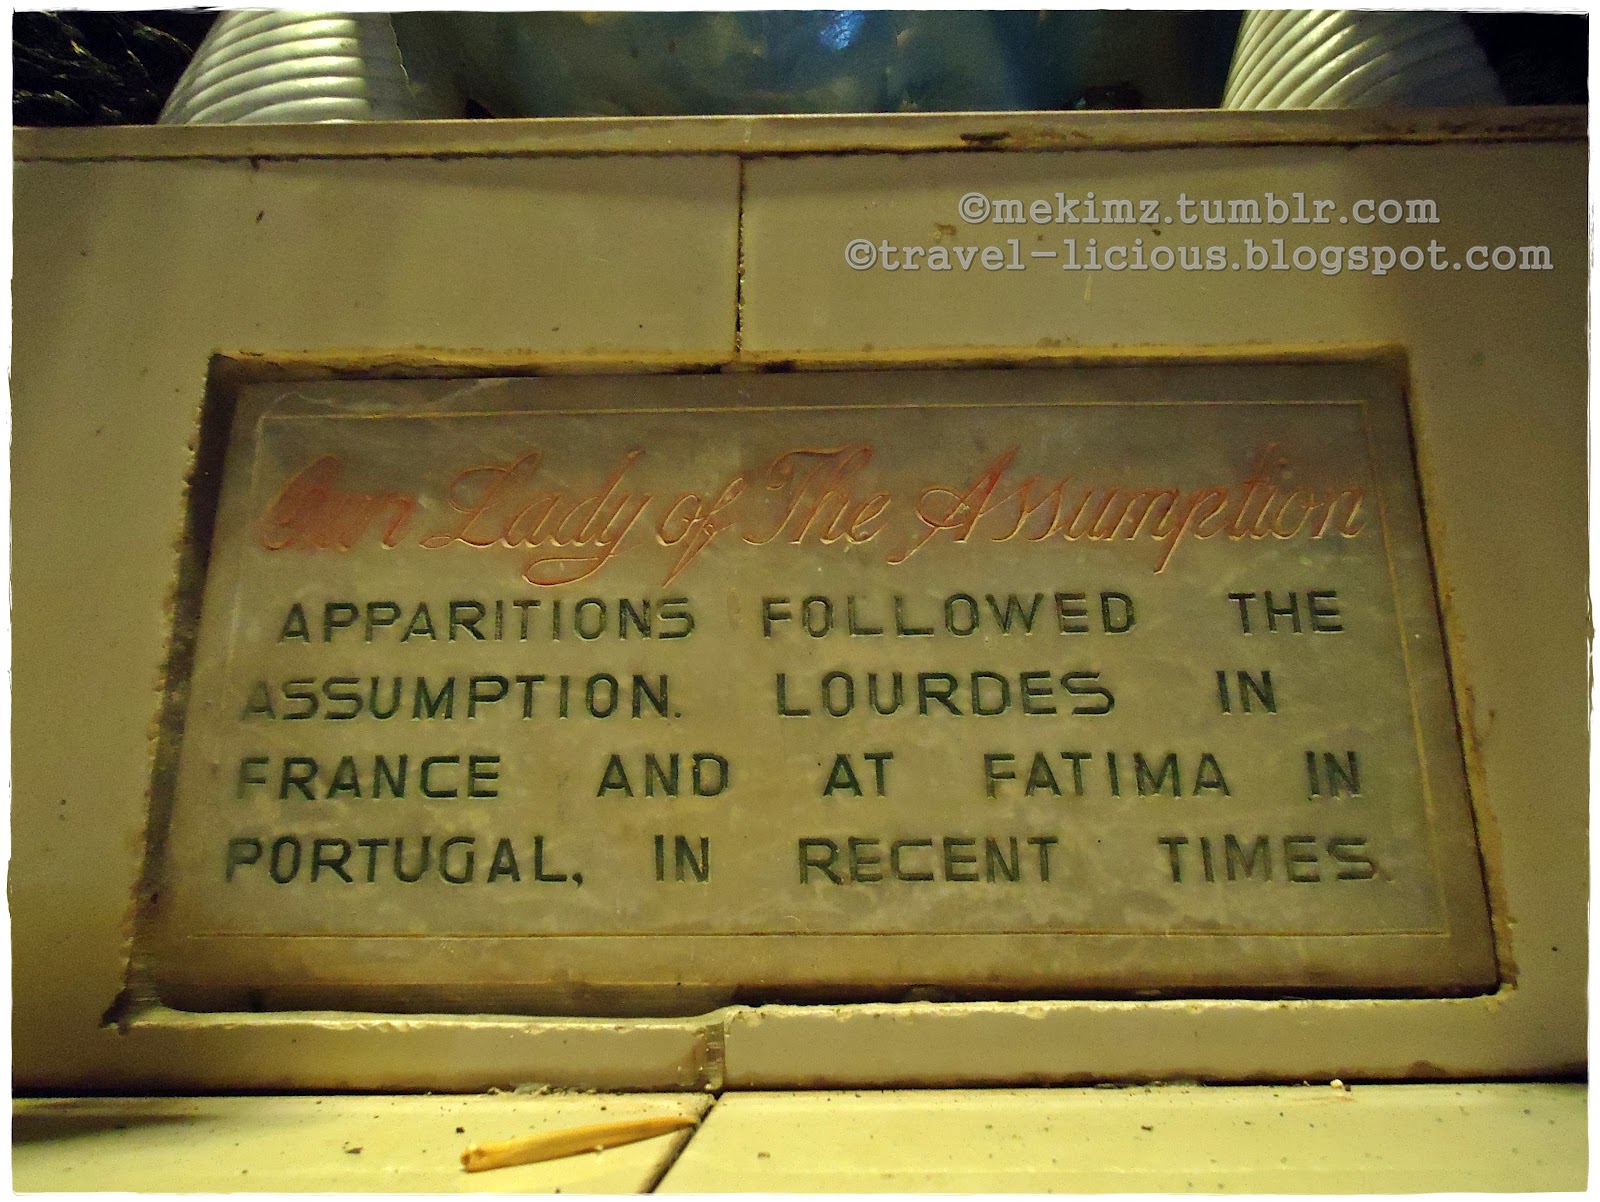 ©mekimz.tumblr.com
©travel-licious.blogspot.com
Our Lady of The Assumption
APPARITIONS FOLLOWED THE
ASSUMPTION. LOURDES IN
FRANCE AND AT FATIMA IN
PORTUGAL, IN RECENT TIMES.